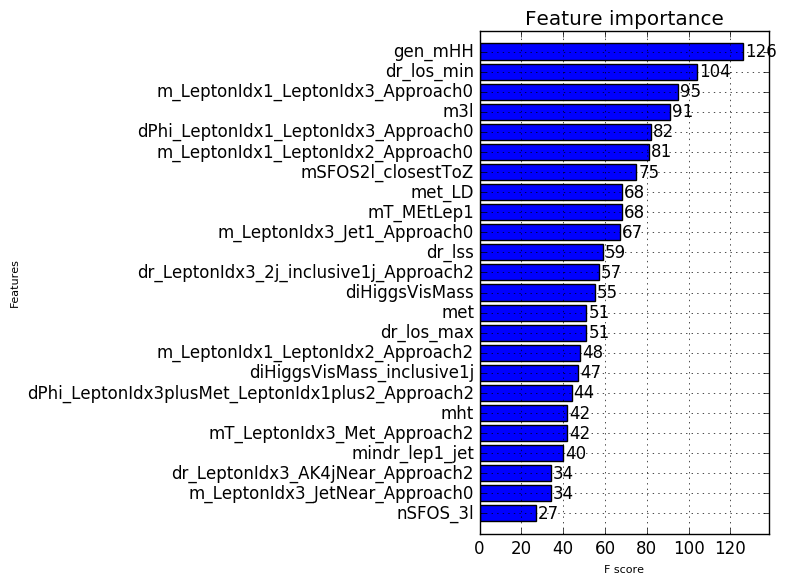 Feature importance
gen_mHH 126
dr_los_min 104
m_LeptonIdx1_LeptonIdx3_Approach0 95
m3l 91
dPhi_LeptonIdx1_LeptonIdx3_Approach0 82
m_LeptonIdx1_LeptonIdx2_Approach0 81
mSFOS2l_closestToZ 75
met_LD 68
mT_MEtLep1 68
m_LeptonIdx3_Jet1_Approach0 67
dr_lss 59
dr_LeptonIdx3_2j_inclusive1j_Approach2 57
diHiggsVisMass 55
met 51
dr_los_max 51
m_LeptonIdx1_LeptonIdx2_Approach2 48
diHiggsVisMass_inclusive1j 47
dPhi_LeptonIdx3plusMet_LeptonIdx1plus2_Approach2 44
mht 42
mT_LeptonIdx3_Met_Approach2 42
mindr_lep1_jet 40
dr_LeptonIdx3_AK4jNear_Approach2 34
m_LeptonIdx3_JetNear_Approach0 34
nSFOS_3l 27
0 20 40 60 80 100 120
F score
Features